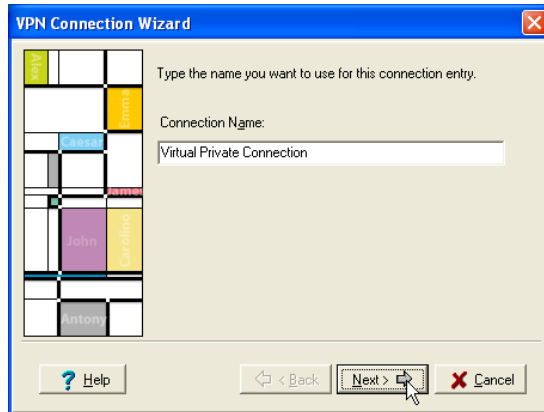 VPN Connection Wizard
Alex
Emma
Caesar
James
John
Carolino
Antony
Type the name you want to use for this connection entry.
Connection Name:
Virtual Private Connection
? Help
< Back
Next >
Cancel